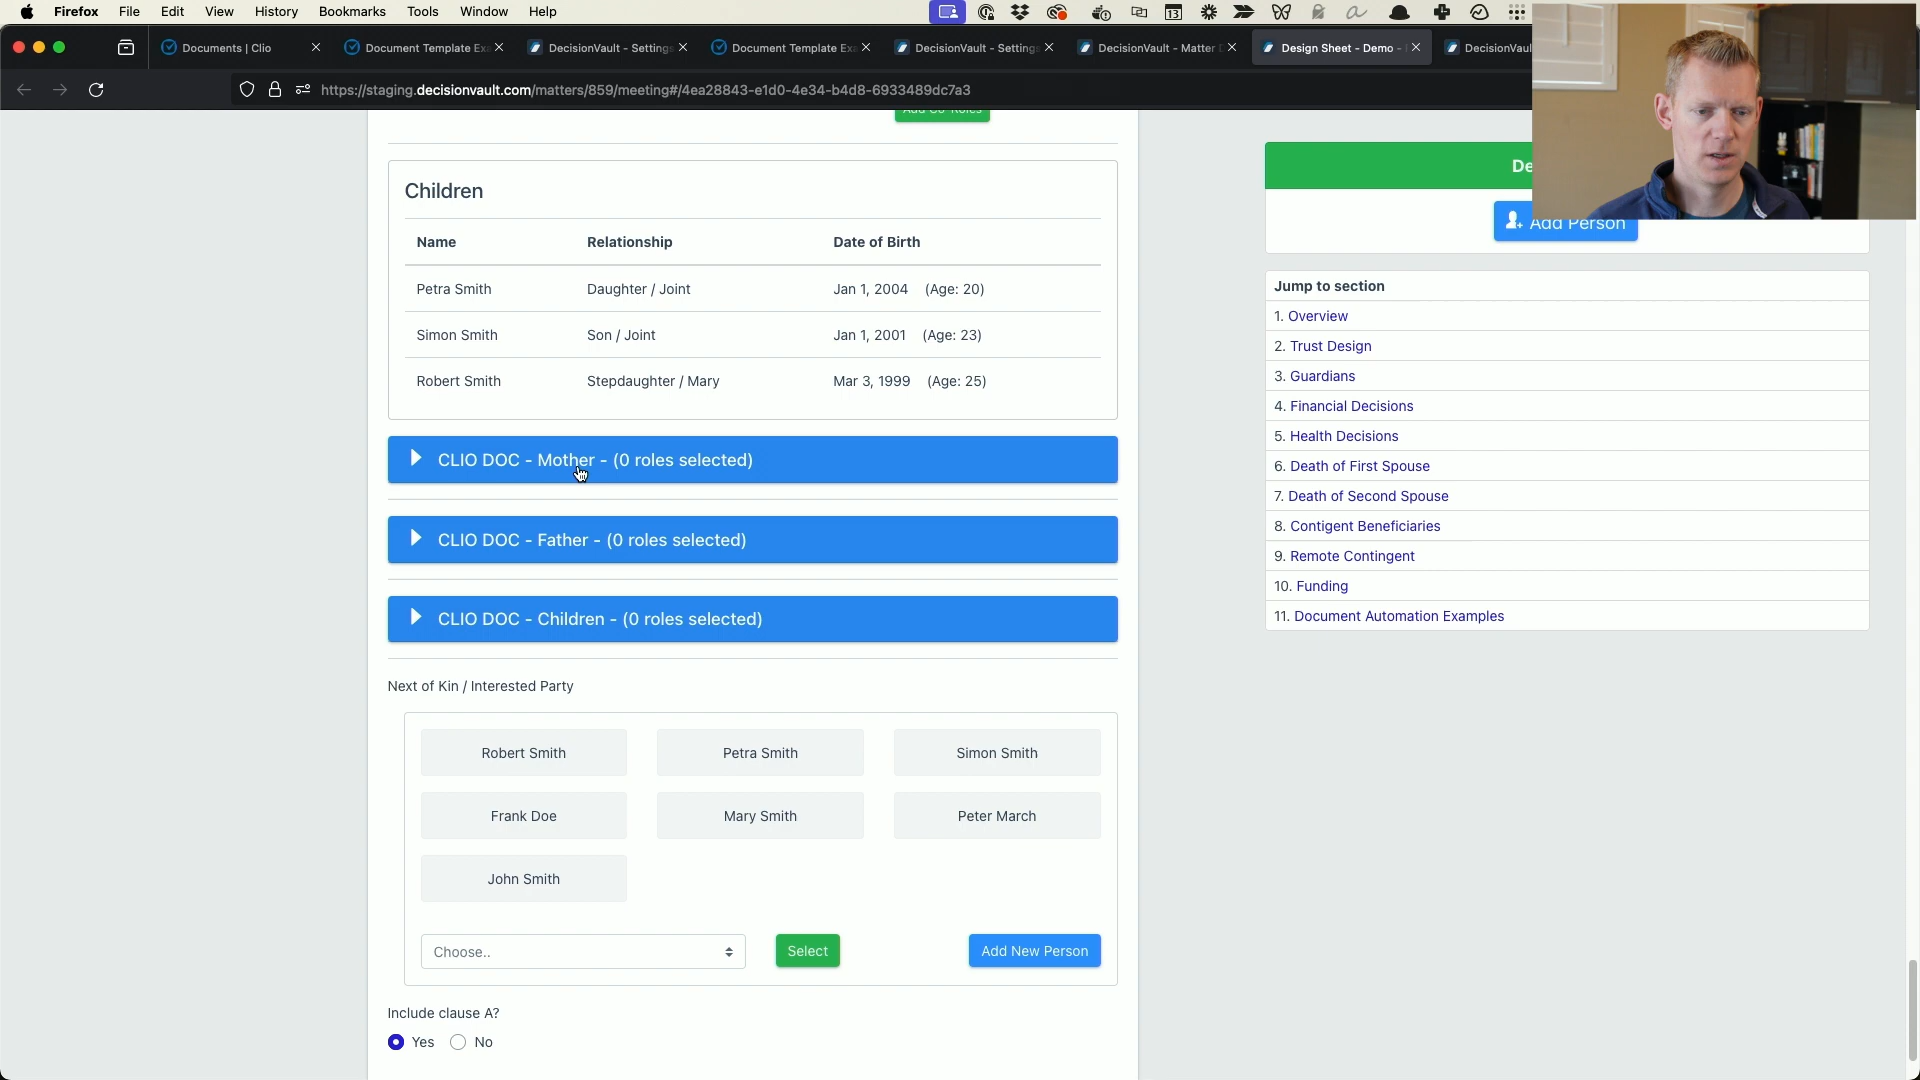 Firefox File Edit View History Bookmarks Tools Window Help
Documents | Clio
Document Template Exa
DecisionVault - Settings
Document Template Exa
DecisionVault - Settings
DecisionVault - Matter
Design Sheet - Demo -
DecisionVaul
https://staging.decisionvault.com/matters/859/meeting#/4ea28843-e1d0-4e34-b4d8-6933489dc7a3
Children
Name Relationship Date of Birth
Petra Smith Daughter / Joint Jan 1, 2004 (Age: 20)
Simon Smith Son / Joint Jan 1, 2001 (Age: 23)
Robert Smith Stepdaughter / Mary Mar 3, 1999 (Age: 25)
CLIO DOC - Mother - (0 roles selected)
CLIO DOC - Father - (0 roles selected)
CLIO DOC - Children - (0 roles selected)
Next of Kin / Interested Party
Robert Smith Petra Smith Simon Smith
Frank Doe Mary Smith Peter March
John Smith
Choose.. Select Add New Person
Include clause A?
Yes No
De
Add Person
Jump to section
1. Overview
2. Trust Design
3. Guardians
4. Financial Decisions
5. Health Decisions
6. Death of First Spouse
7. Death of Second Spouse
8. Contigent Beneficiaries
9. Remote Contingent
10. Funding
11. Document Automation Examples